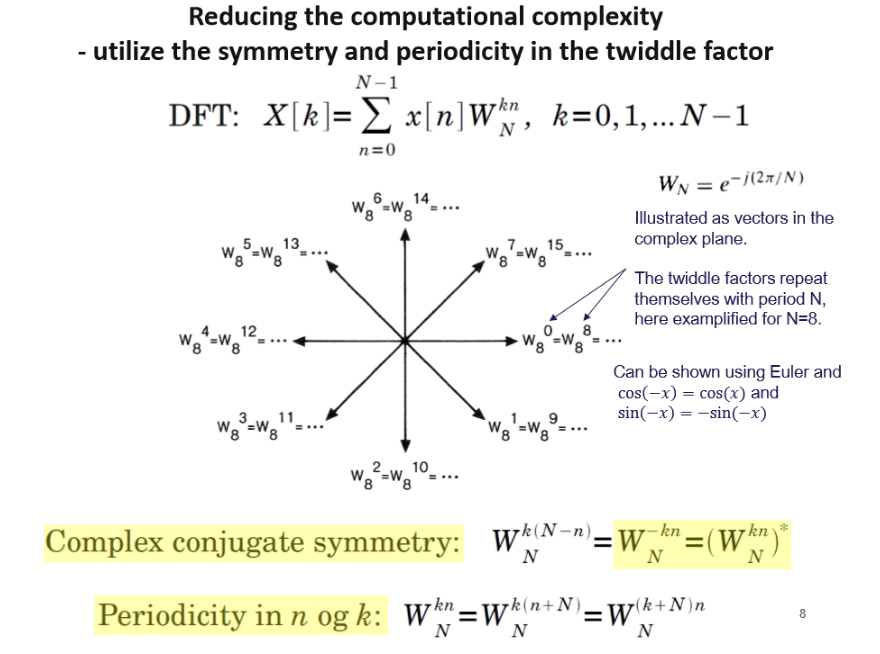 Reducing the computational complexity
- utilize the symmetry and periodicity in the twiddle factor
DFT: X[k]=∑_{n=0}^{N−1} x[n]W_N^{kn}, k=0,1,...N−1
W_N = e^{−j(2π/N)}
Illustrated as vectors in the
complex plane.
The twiddle factors repeat
themselves with period N,
here examplified for N=8.
Can be shown using Euler and
cos(−x) = cos(x) and
sin(−x) = −sin(−x)
W_8^6=W_8^14= ...
W_8^5=W_8^13= ...
W_8^7=W_8^15= ...
W_8^4=W_8^12= ...
W_8^0=W_8^8= ...
W_8^3=W_8^11= ...
W_8^1=W_8^9= ...
W_8^2=W_8^10= ...
Complex conjugate symmetry: W_N^{k(N−n)}=W_N^{−kn}=(W_N^{kn})^*
Periodicity in n og k: W_N^{kn}=W_N^{k(n+N)}=W_N^{(k+N)n}
8